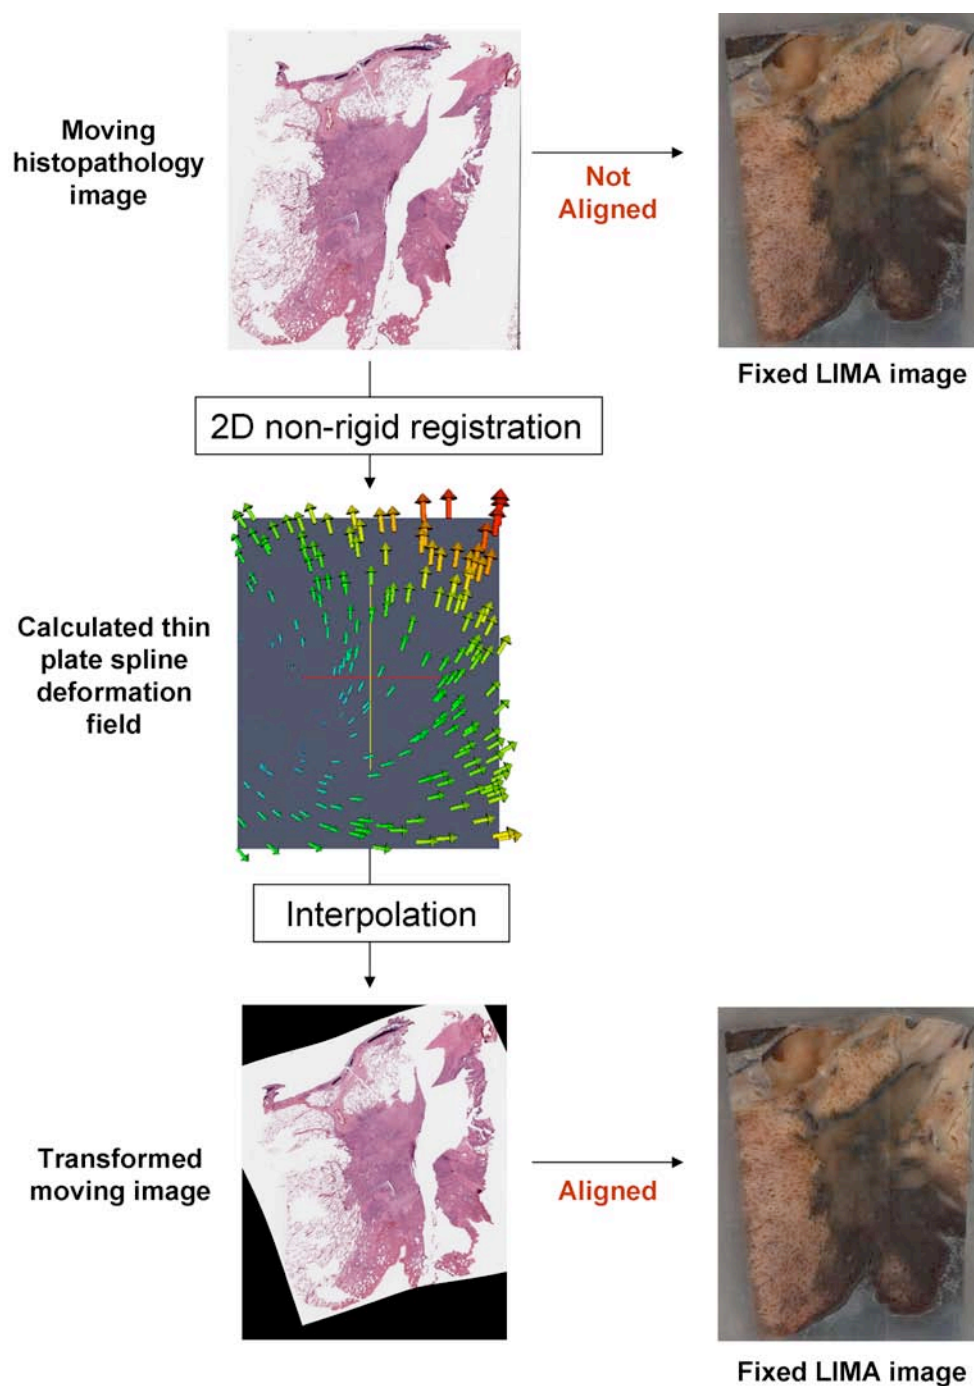 Moving
histopathology
image
Not
Aligned
Fixed LIMA image
2D non-rigid registration
Calculated thin
plate spline
deformation
field
Interpolation
Transformed
moving image
Aligned
Fixed LIMA image